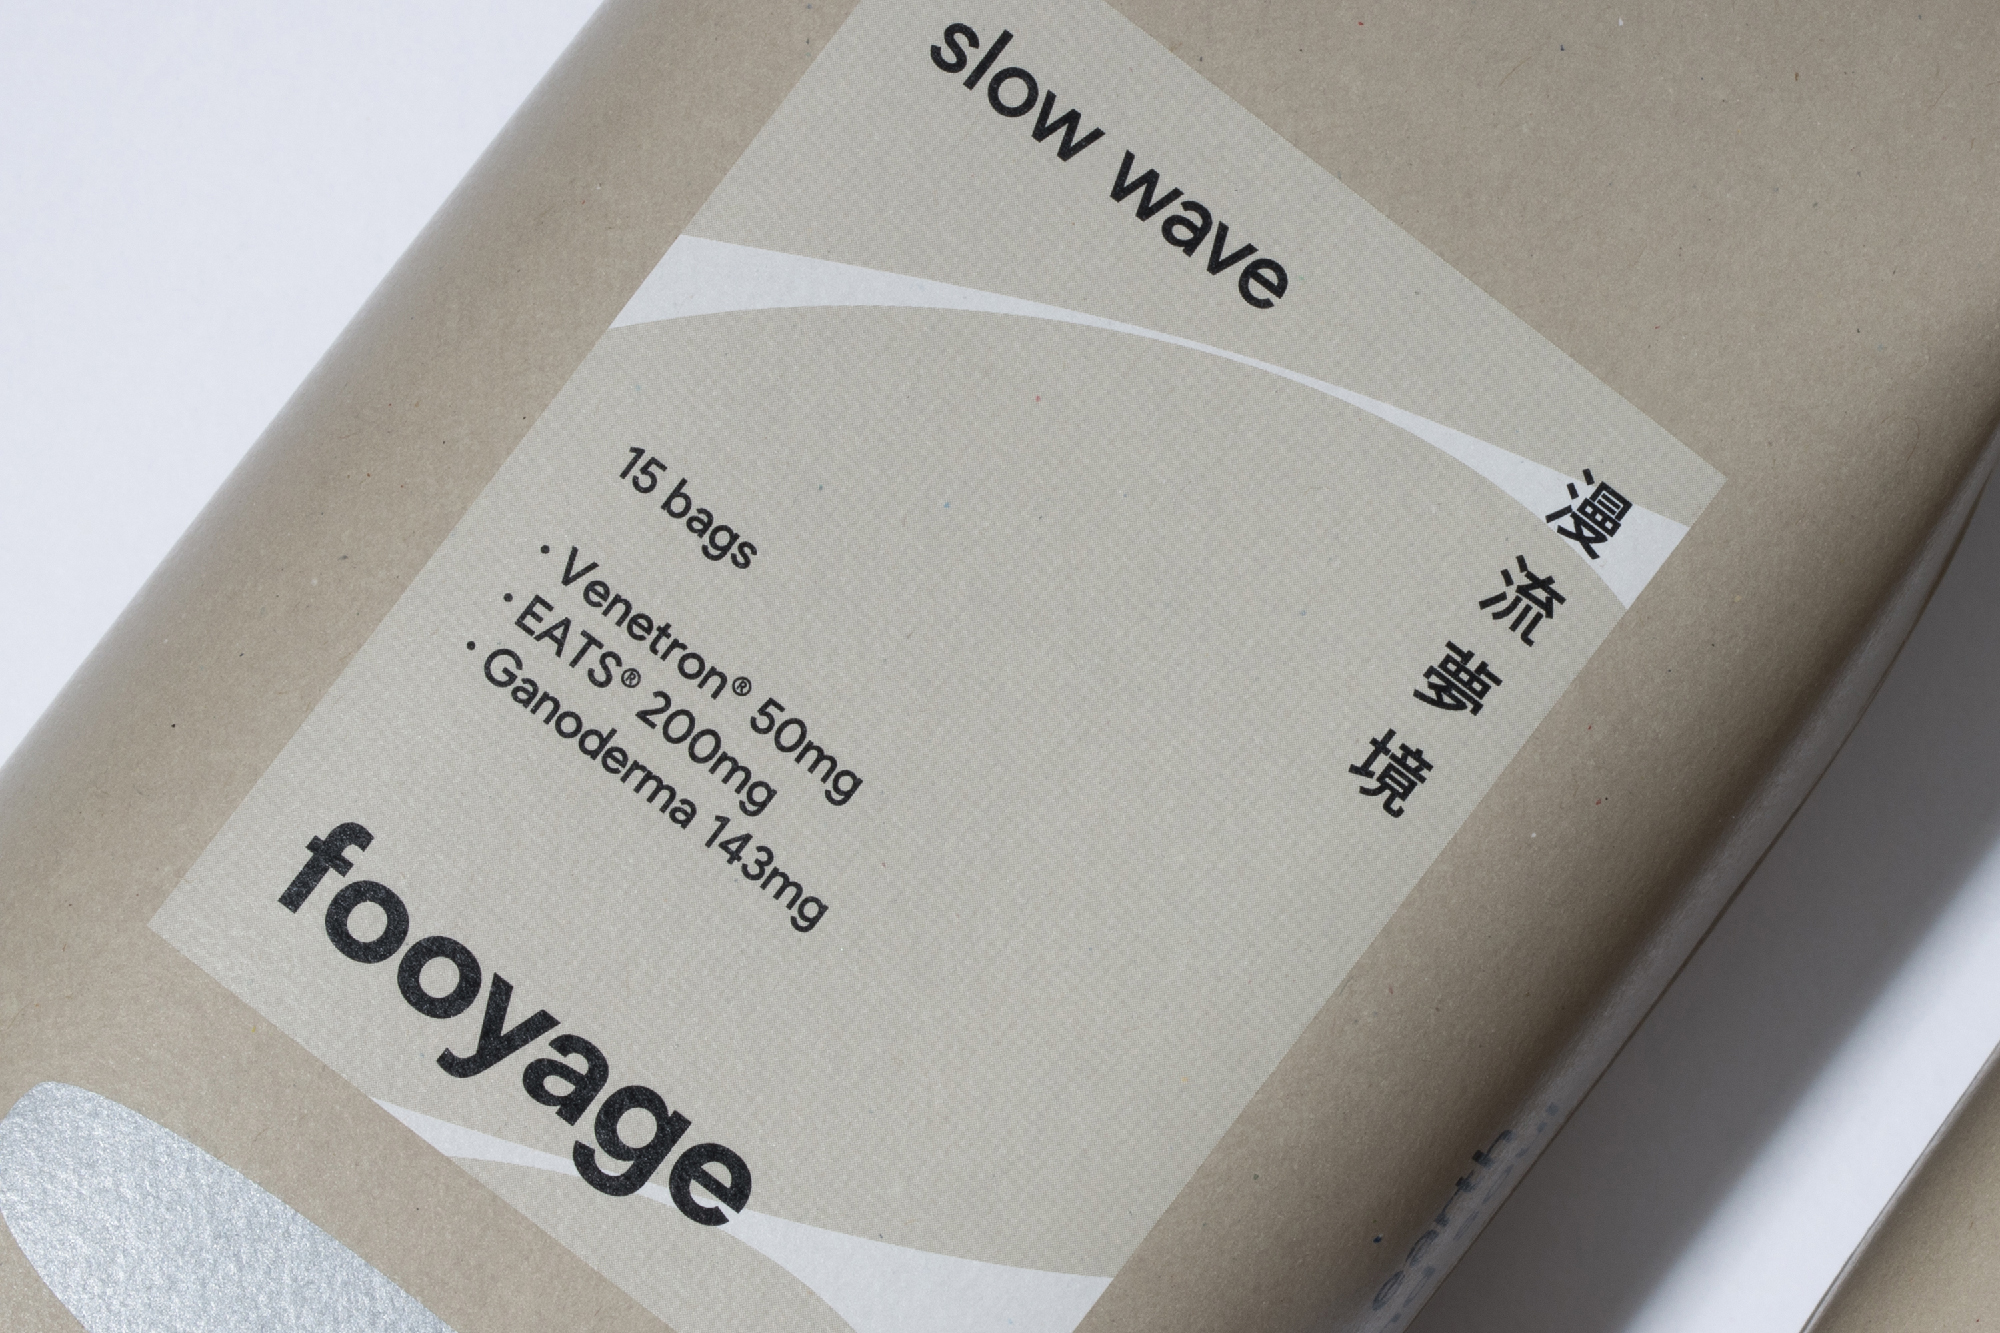 slow wave
漫流夢境
15 bags
· Venetron® 50mg
· EATS® 200mg
· Ganoderma 143mg
fooyage